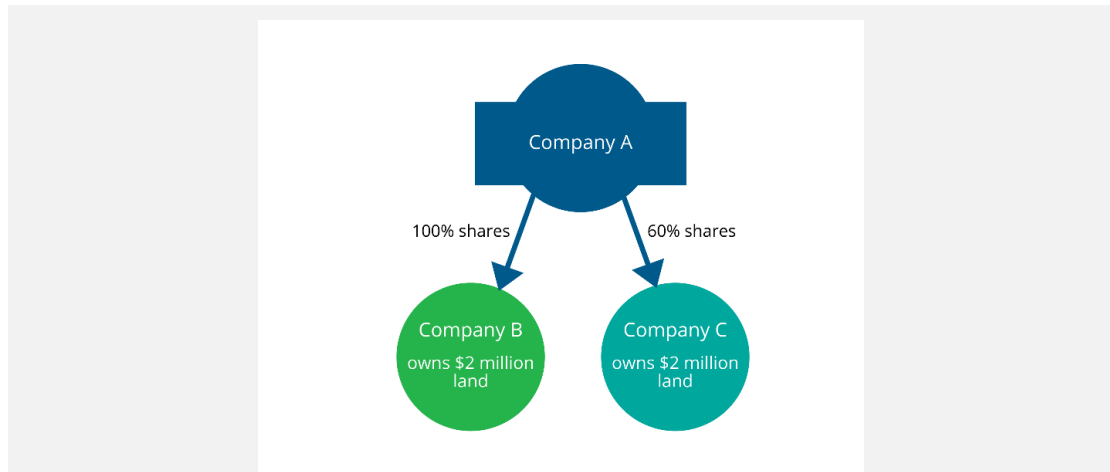 Company A
100% shares
60% shares
Company B
owns $2 million
land
Company C
owns $2 million
land